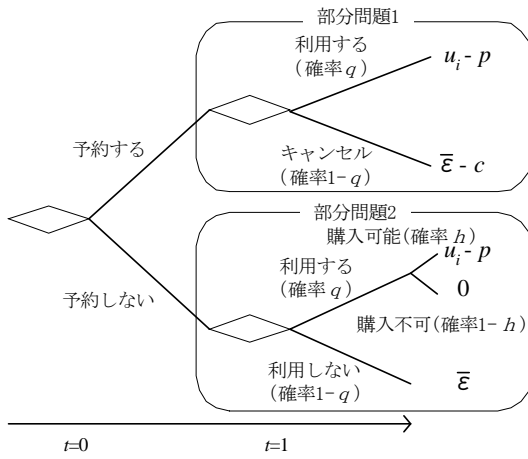 部分問題1
利用する
(確率 q)
u_i - p
予約する
キャンセル
(確率1- q)
ε̅ - c
部分問題2
購入可能(確率 h)
利用する
(確率 q)
u_i - p
0
予約しない
購入不可(確率1- h)
利用しない
(確率1- q)
ε̅
t=0
t=1